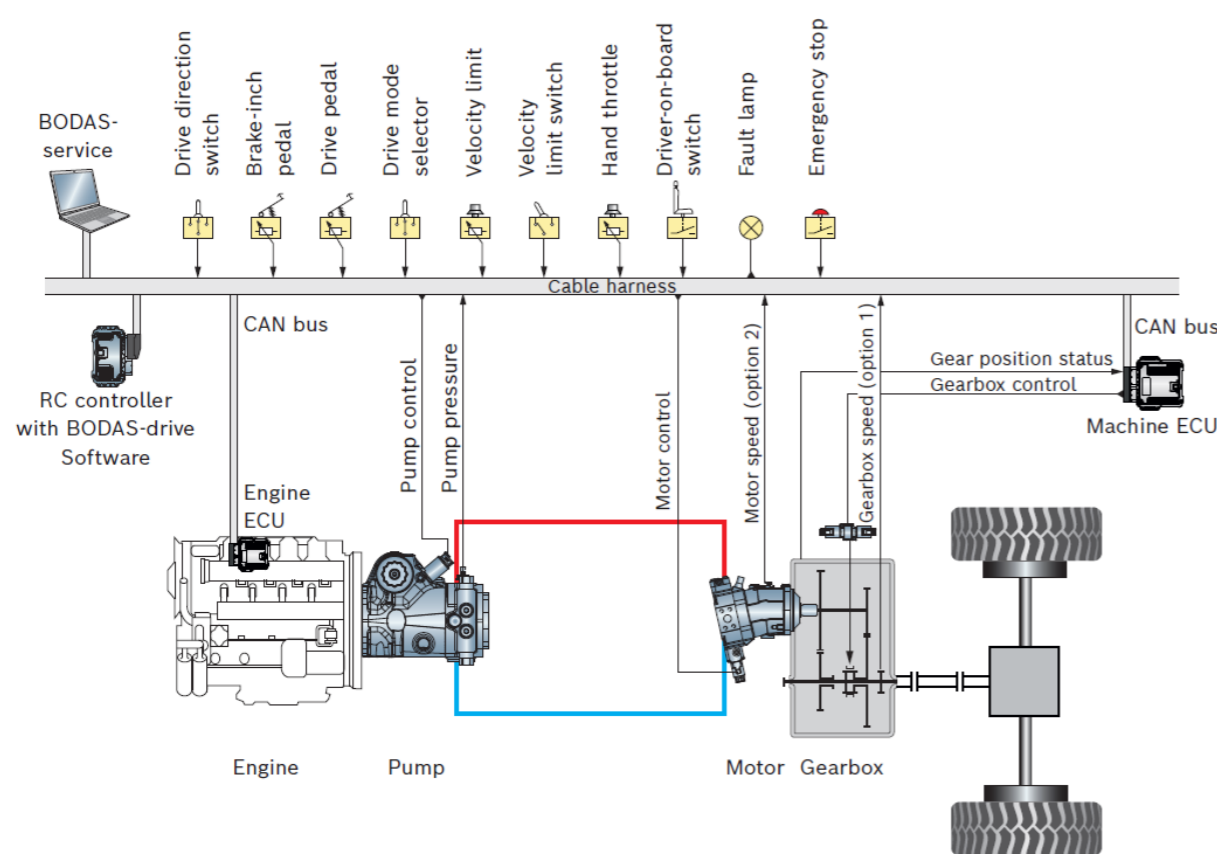 BODAS-
service
Drive direction
switch
Brake-inch
pedal
Drive pedal
Drive mode
selector
Velocity limit
Velocity
limit switch
Hand throttle
Driver-on-board
switch
Fault lamp
Emergency stop
Cable harness
CAN bus
CAN bus
RC controller
with BODAS-drive
Software
Pump control
Pump pressure
Motor control
Motor speed (option 2)
Gearbox speed (option 1)
Gear position status
Gearbox control
Machine ECU
Engine
ECU
Engine
Pump
Motor
Gearbox